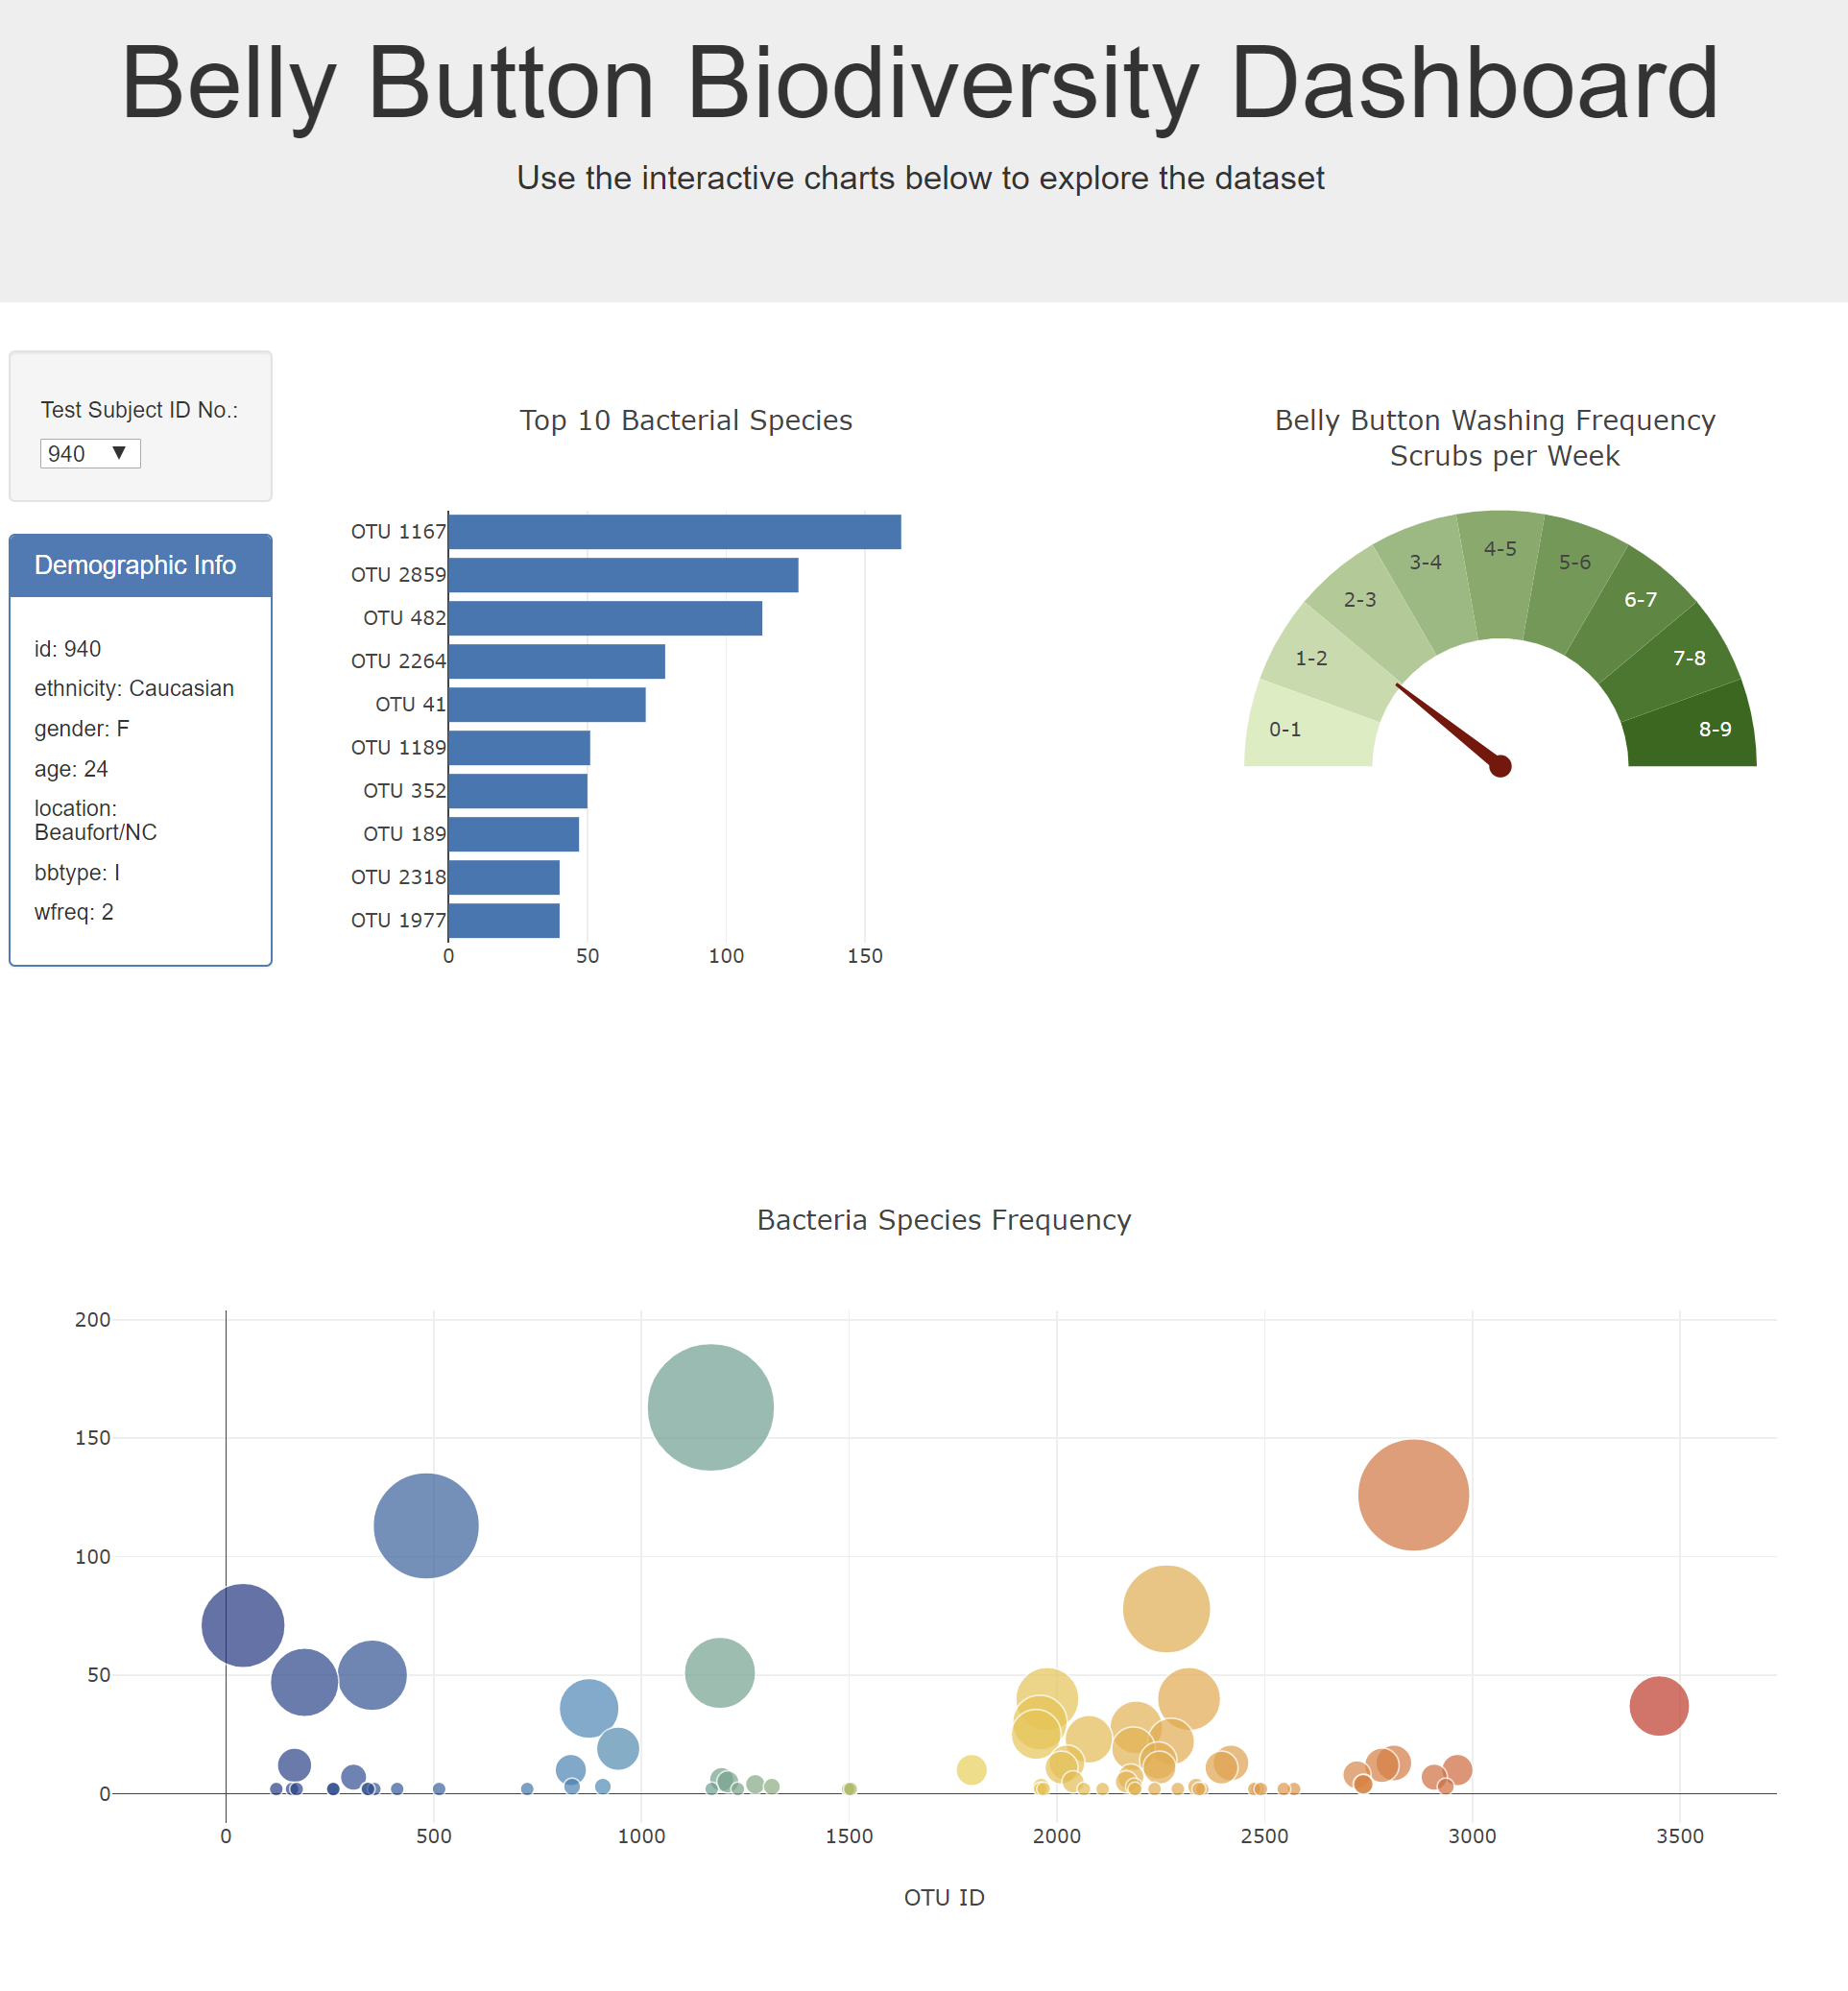 Belly Button Biodiversity Dashboard
Use the interactive charts below to explore the dataset
Test Subject ID No.:
940
Demographic Info
id: 940
ethnicity: Caucasian
gender: F
age: 24
location:
Beaufort/NC
bbtype: I
wfreq: 2
Top 10 Bacterial Species
OTU 1167
OTU 2859
OTU 482
OTU 2264
OTU 41
OTU 1189
OTU 352
OTU 189
OTU 2318
OTU 1977
0 50 100 150
Belly Button Washing Frequency
Scrubs per Week
0-1
1-2
2-3
3-4
4-5
5-6
6-7
7-8
8-9
Bacteria Species Frequency
200
150
100
50
0
0 500 1000 1500 2000 2500 3000 3500
OTU ID